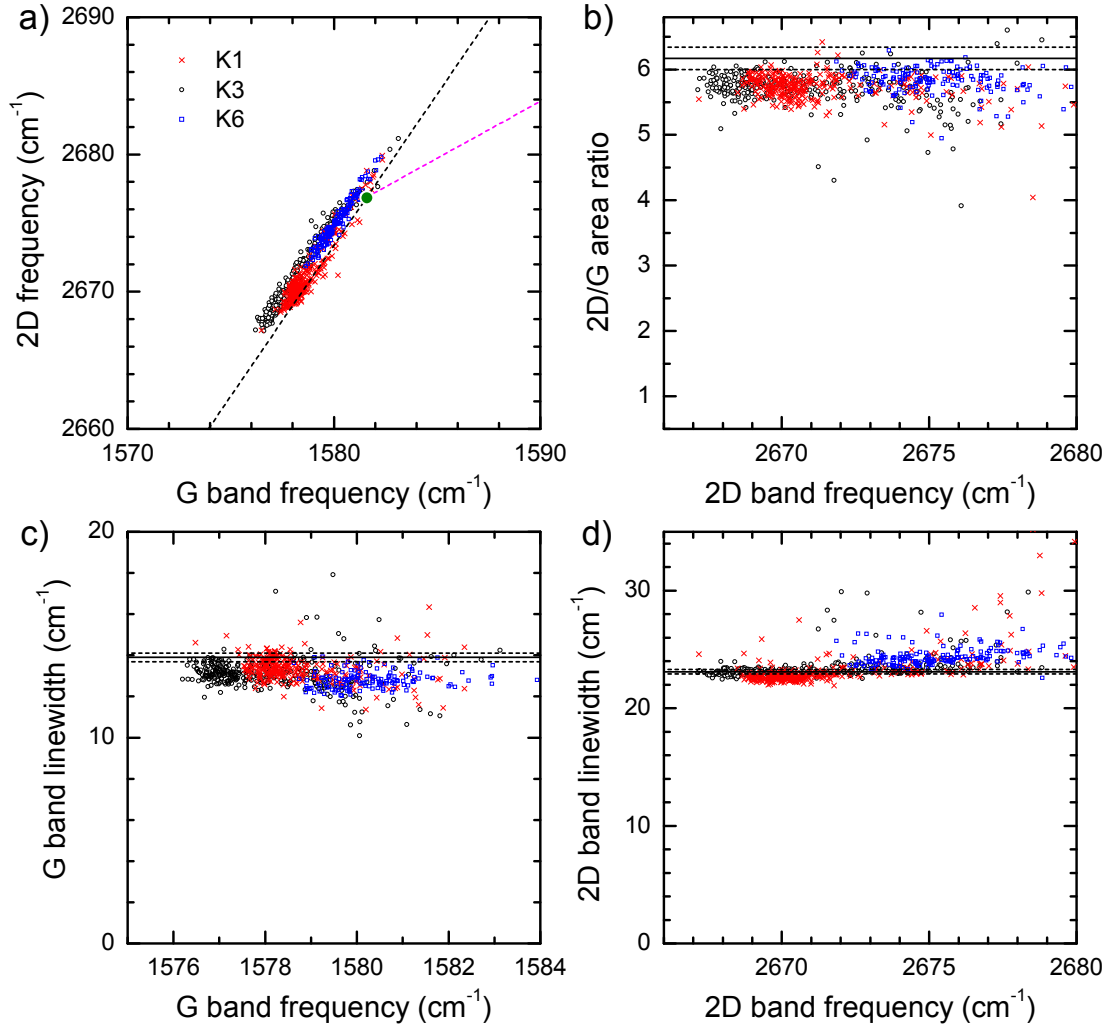 a)
2690
2680
2670
2660
2D frequency (cm⁻¹)
K1
K3
K6
1570
1580
1590
G band frequency (cm⁻¹)
b)
6
5
4
3
2
1
2D/G area ratio
2670
2675
2680
2D band frequency (cm⁻¹)
c)
20
10
0
G band linewidth (cm⁻¹)
1576
1578
1580
1582
1584
G band frequency (cm⁻¹)
d)
30
20
10
0
2D band linewidth (cm⁻¹)
2670
2675
2680
2D band frequency (cm⁻¹)